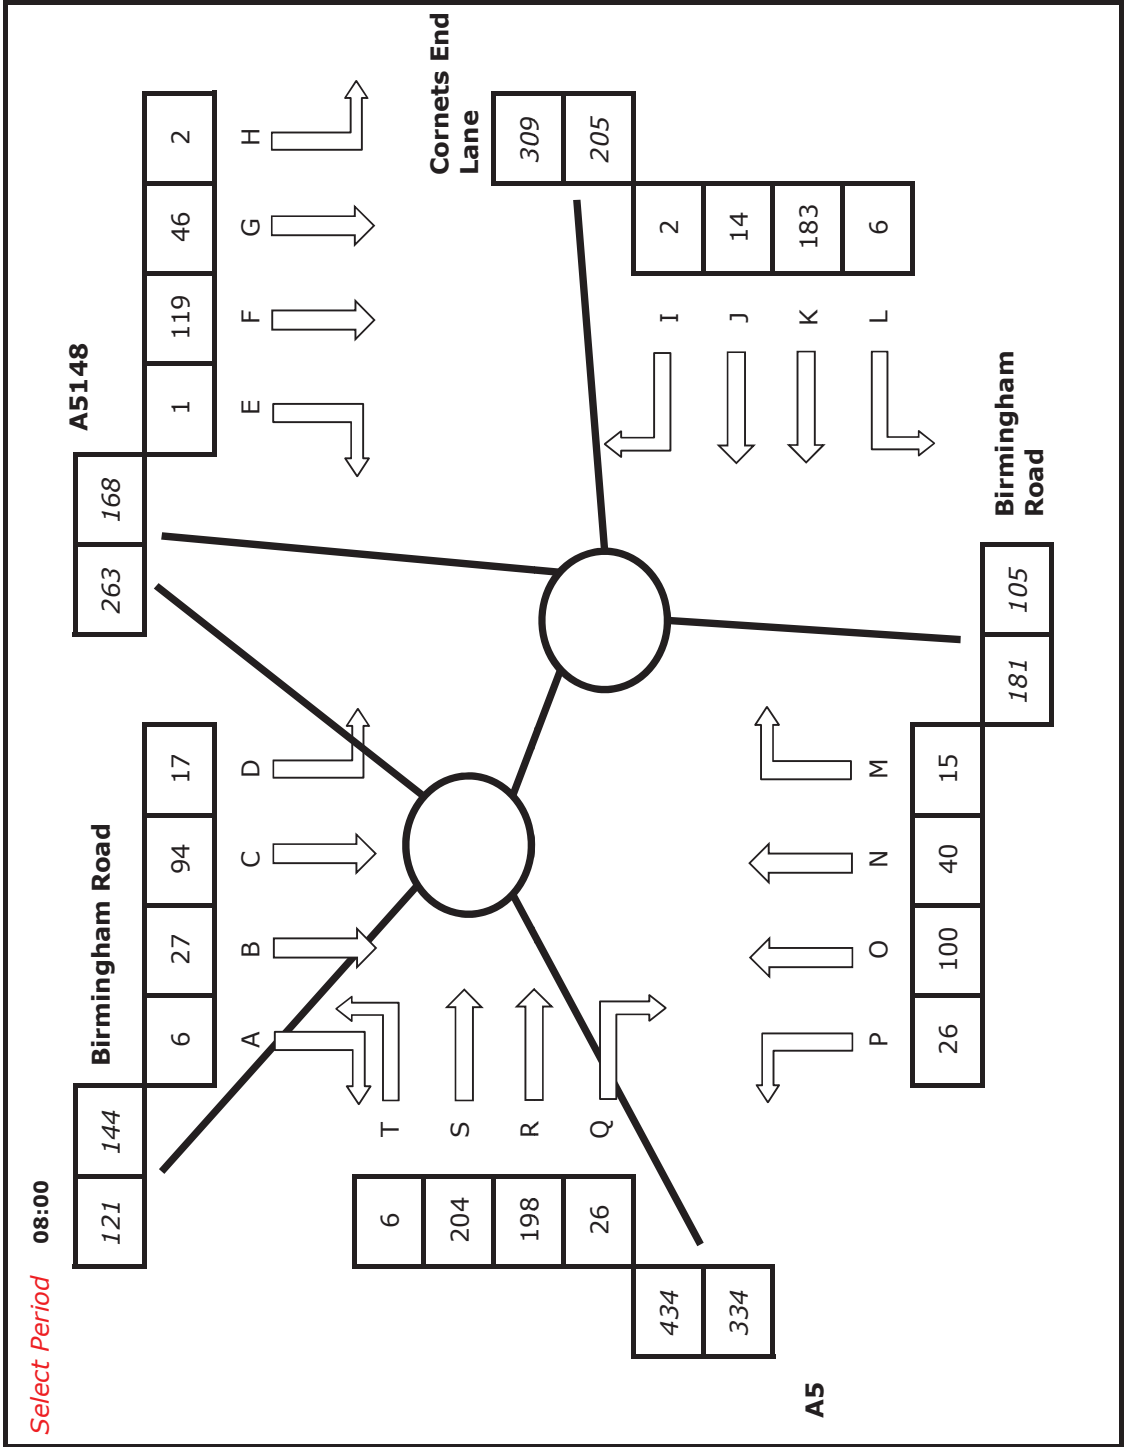 Select Period 08:00
A5148
Birmingham Road
121 144 263 168
6 27 94 17 1 119 46 2
A B C D E F G H
6 T
Cornets End
Lane
204 S
198 R 309
26 Q 205
434 I 2
334 J 14
A5 K 183
P O N M L 6
26 100 40 15
Birmingham
Road
181 105